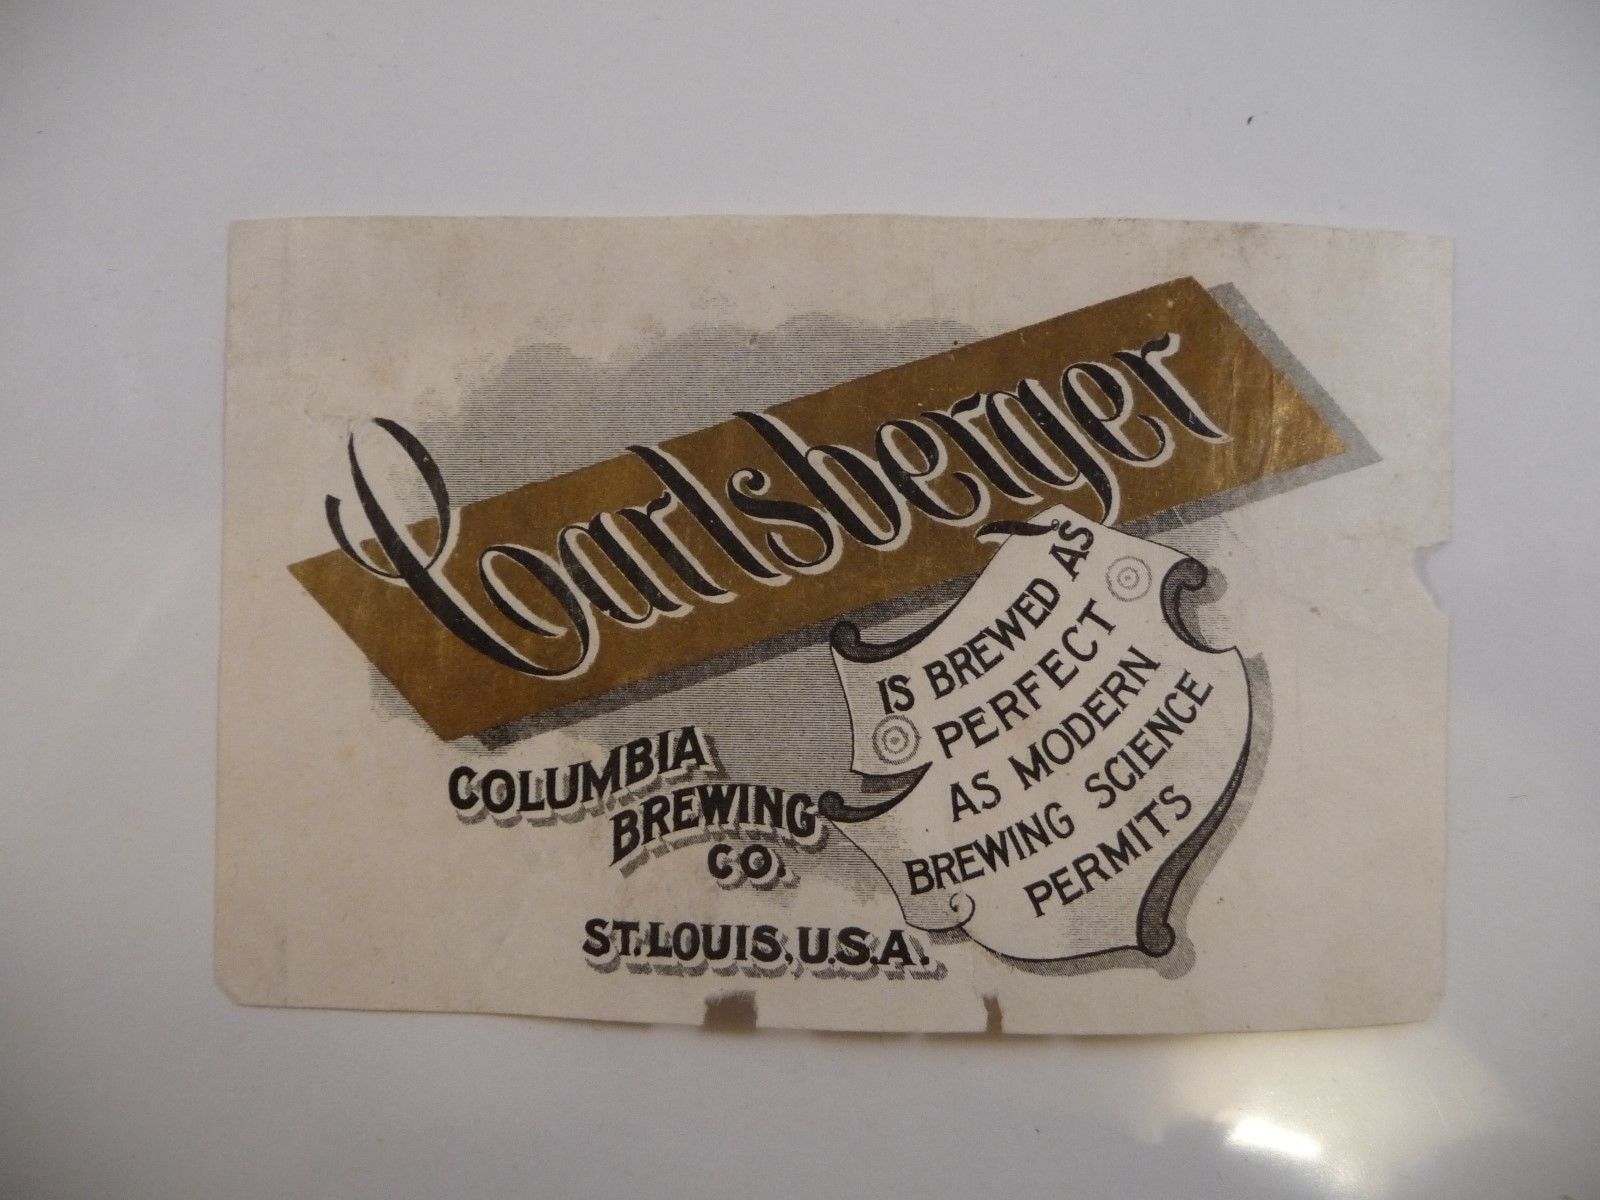 Carlsberger
IS BREWED AS
PERFECT
AS MODERN
BREWING SCIENCE
PERMITS
COLUMBIA
BREWING
CO.
ST. LOUIS, U.S.A.